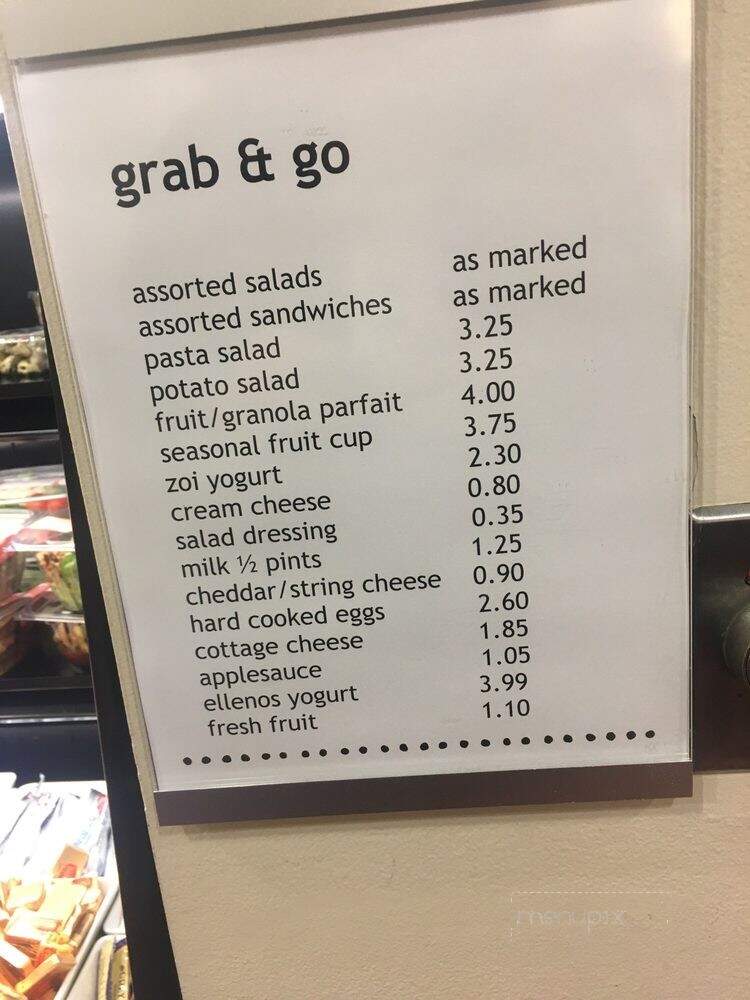 grab & go
assorted salads as marked
assorted sandwiches as marked
pasta salad 3.25
potato salad 3.25
fruit/granola parfait 4.00
seasonal fruit cup 3.75
zoi yogurt 2.30
cream cheese 0.80
salad dressing 0.35
milk ½ pints 1.25
cheddar/string cheese 0.90
hard cooked eggs 2.60
cottage cheese 1.85
applesauce 1.05
ellenos yogurt 3.99
fresh fruit 1.10
menupix